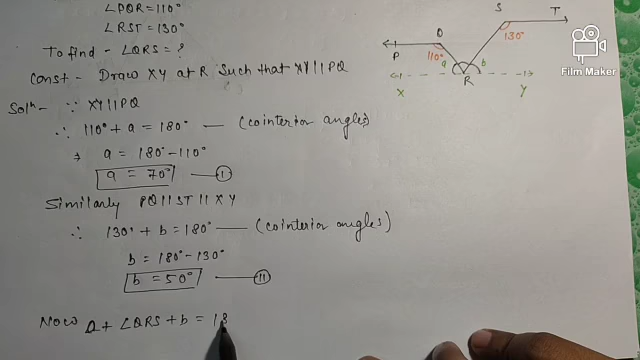 ∠PQR = 110°
∠RST = 130°
To find - ∠QRS = ?
Const - Draw XY at R Such that XY || PQ
Solⁿ - ∵ XY || PQ
∴ 110° + a = 180° — (cointerior angles)
⇒ a = 180° - 110°
a = 70° — I
Similarly PQ || ST || XY
∴ 130° + b = 180° — (cointerior angles)
b = 180° - 130°
b = 50° — II
Now a + ∠QRS + b = 18
S T
Q 130°
P 110° a b
R
X Y
Film Maker